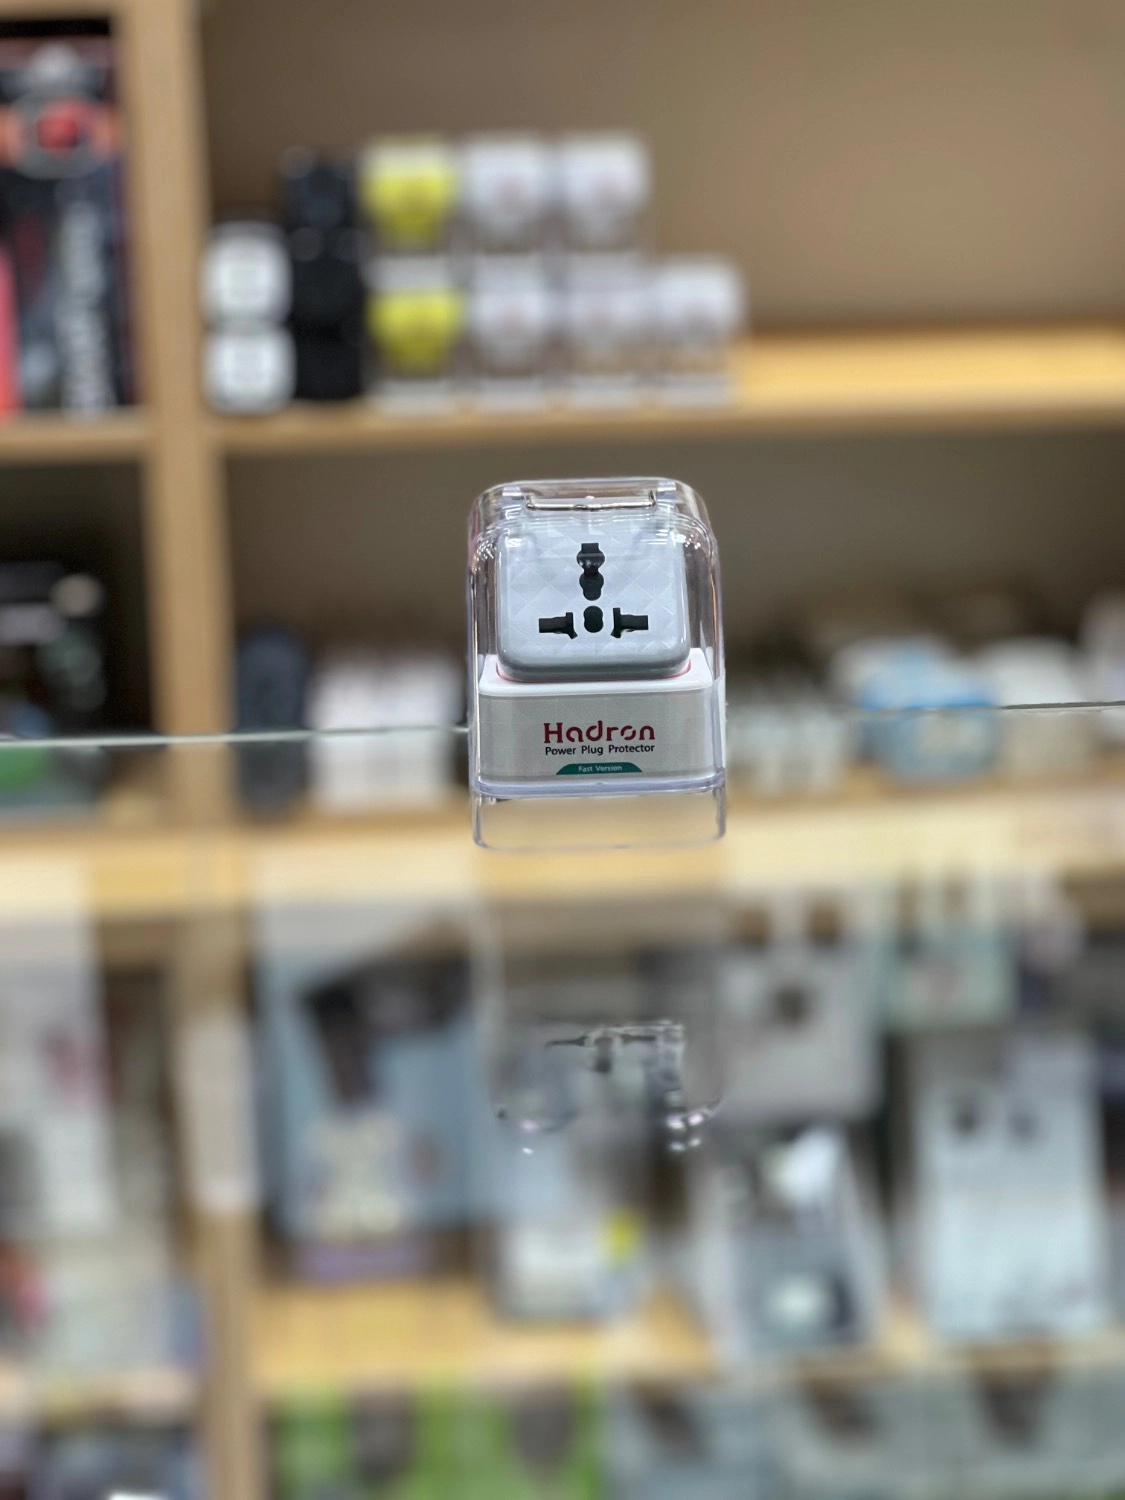 Hadron
Power Plug Protector
Fast Version